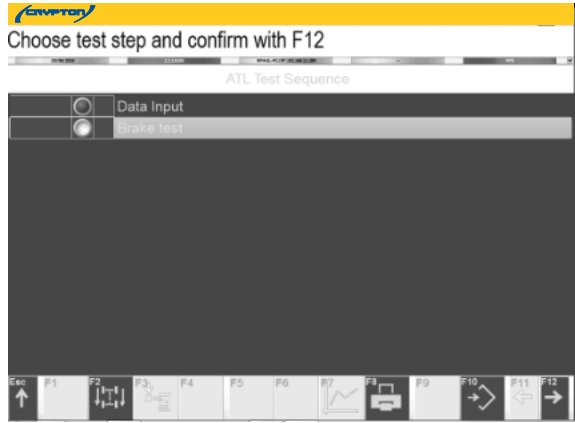 CRYPTON
Choose test step and confirm with F12
ATL Test Sequence
Data Input
Brake test
Esc F1 F2 F3 F4 F5 F6 F7 F8 F9 F10 F11 F12